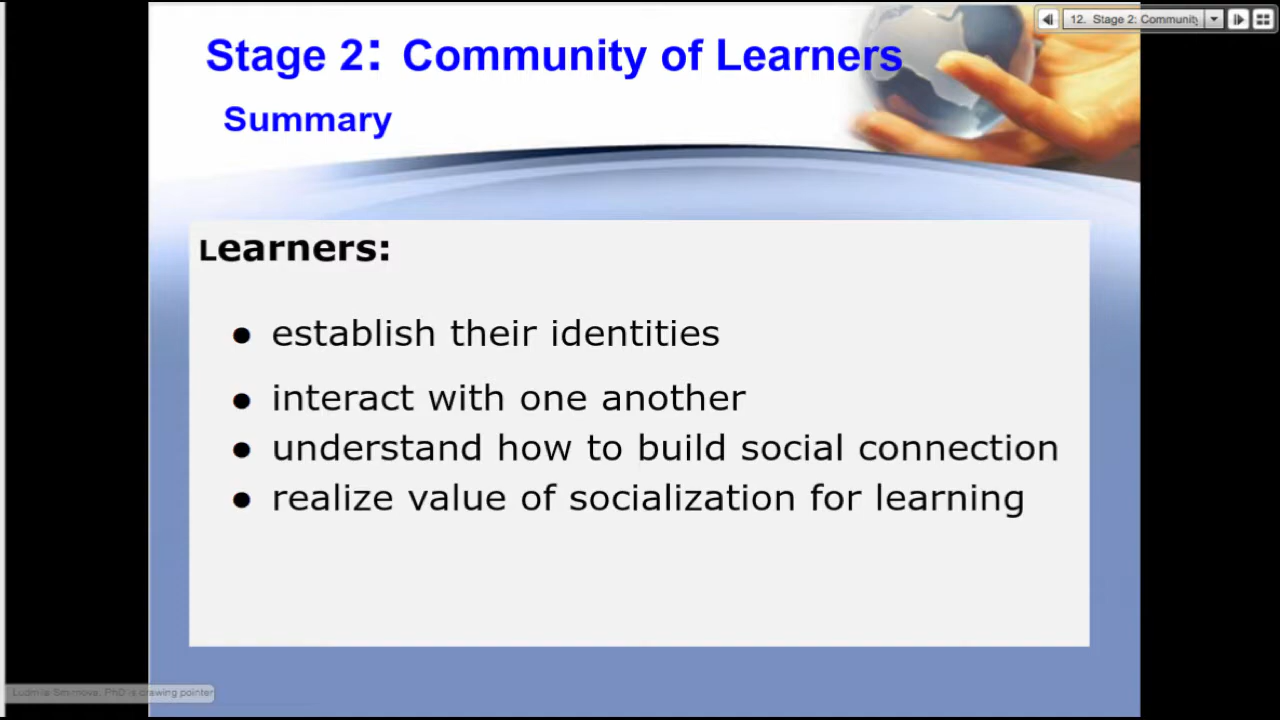 12. Stage 2: Community
Stage 2: Community of Learners
Summary
Learners:
● establish their identities
● interact with one another
● understand how to build social connection
● realize value of socialization for learning
Ludmila Smirnova, PhD is drawing pointer